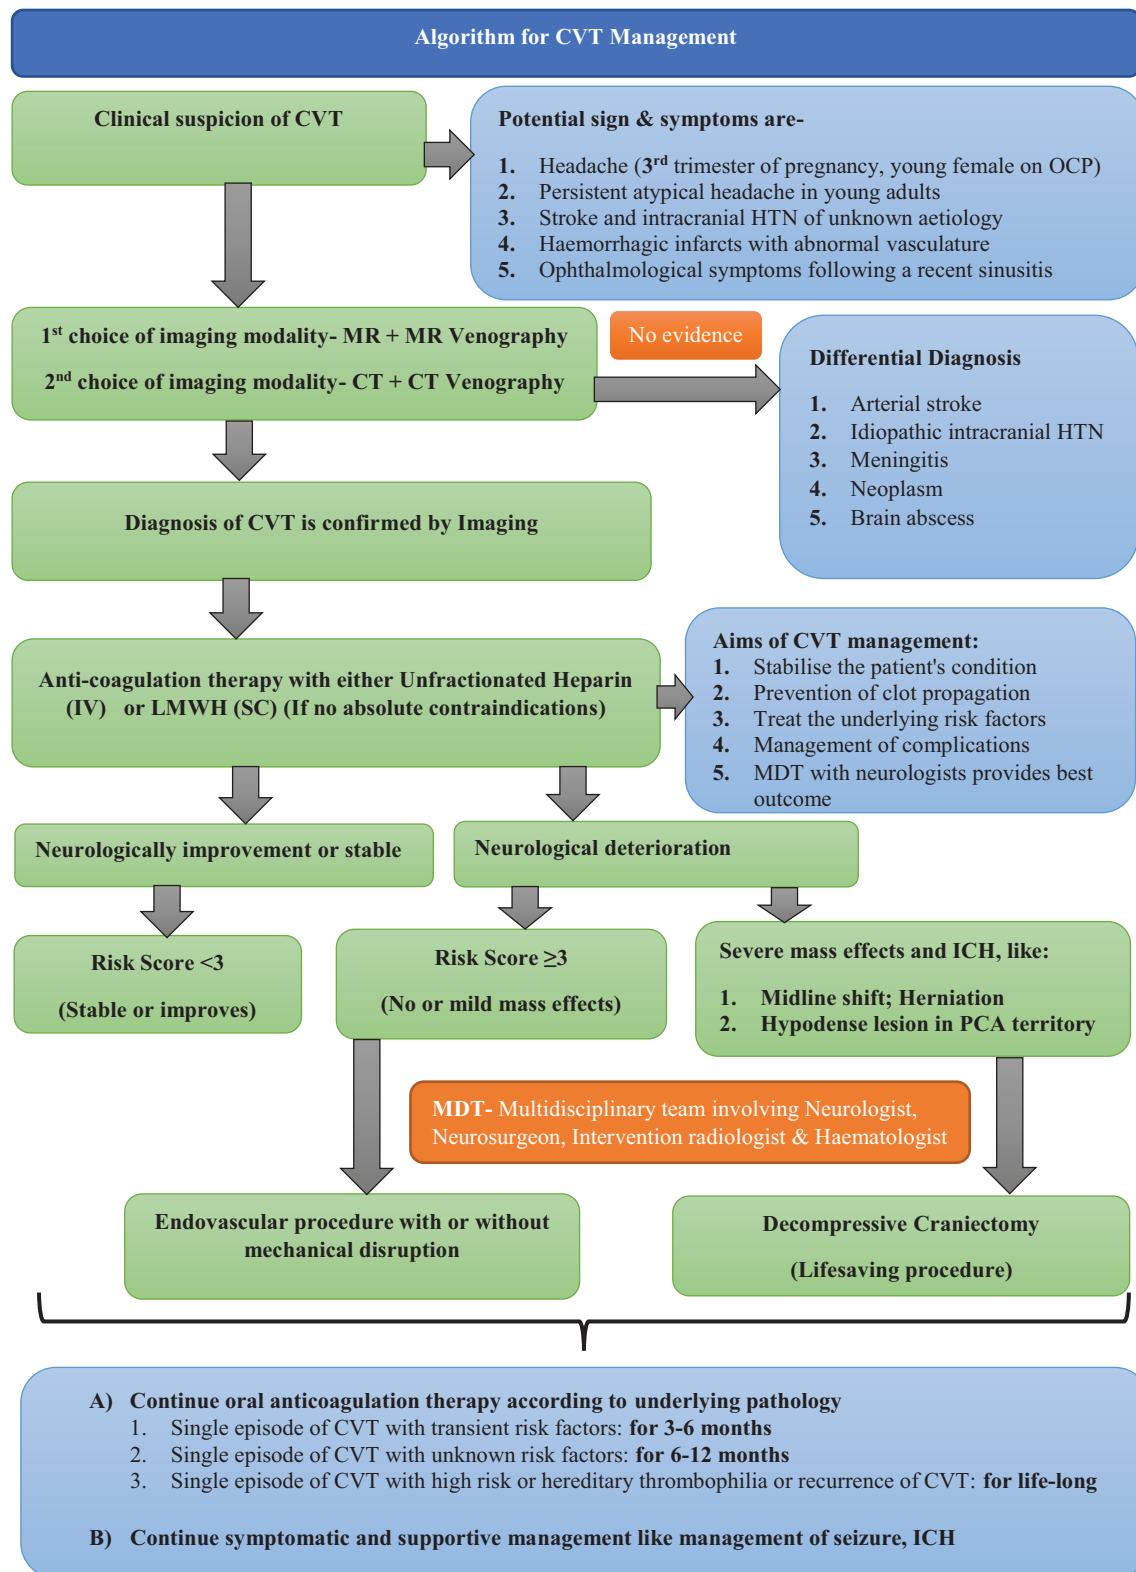 Algorithm for CVT Management
Clinical suspicion of CVT
Potential sign & symptoms are-
1. Headache (3rd trimester of pregnancy, young female on OCP)
2. Persistent atypical headache in young adults
3. Stroke and intracranial HTN of unknown aetiology
4. Haemorrhagic infarcts with abnormal vasculature
5. Ophthalmological symptoms following a recent sinusitis
1st choice of imaging modality- MR + MR Venography
2nd choice of imaging modality- CT + CT Venography
No evidence
Differential Diagnosis
1. Arterial stroke
2. Idiopathic intracranial HTN
3. Meningitis
4. Neoplasm
5. Brain abscess
Diagnosis of CVT is confirmed by Imaging
Anti-coagulation therapy with either Unfractionated Heparin
(IV) or LMWH (SC) (If no absolute contraindications)
Aims of CVT management:
1. Stabilise the patient's condition
2. Prevention of clot propagation
3. Treat the underlying risk factors
4. Management of complications
5. MDT with neurologists provides best
outcome
Neurologically improvement or stable
Neurological deterioration
Risk Score <3
(Stable or improves)
Risk Score ≥3
(No or mild mass effects)
Severe mass effects and ICH, like:
1. Midline shift; Herniation
2. Hypodense lesion in PCA territory
MDT- Multidisciplinary team involving Neurologist,
Neurosurgeon, Intervention radiologist & Haematologist
Endovascular procedure with or without
mechanical disruption
Decompressive Craniectomy
(Lifesaving procedure)
A) Continue oral anticoagulation therapy according to underlying pathology
1. Single episode of CVT with transient risk factors: for 3-6 months
2. Single episode of CVT with unknown risk factors: for 6-12 months
3. Single episode of CVT with high risk or hereditary thrombophilia or recurrence of CVT: for life-long
B) Continue symptomatic and supportive management like management of seizure, ICH